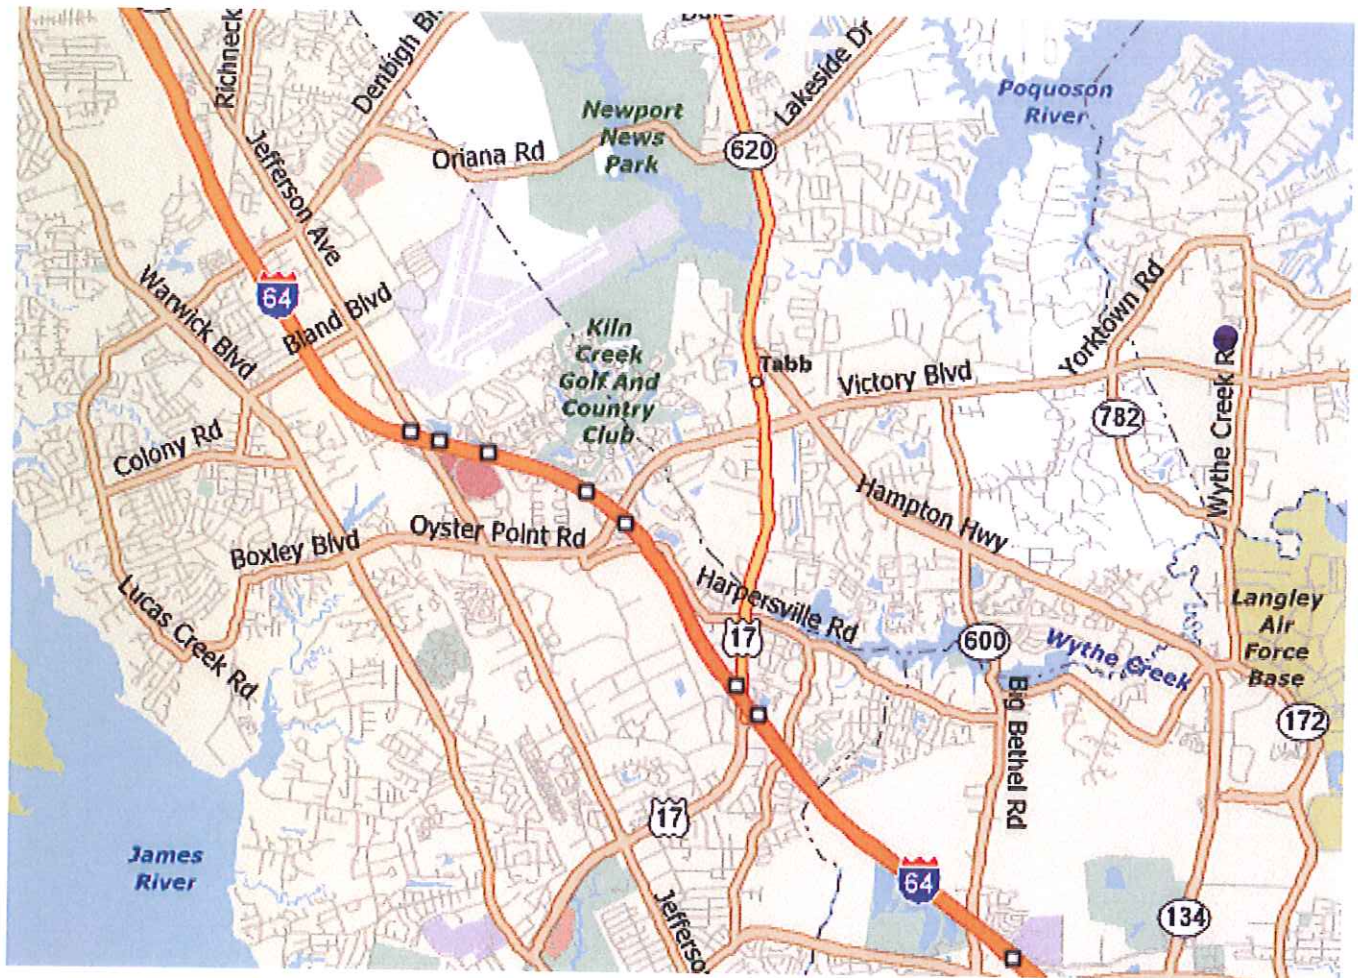 Richneck
Denbigh
Lakeside Dr
Poquoson
River
Newport
News
Park
Oriana Rd
620
Jefferson Ave
64
Warwick Blvd
Bland Blvd
Yorktown Rd
Kiln
Creek
Golf And
Country
Club
Tabb
Victory Blvd
782
Wythe Creek R
Colony Rd
Hampton Hwy
Oyster Point Rd
Boxley Blvd
Lucas Creek Rd
Harpersville Rd
17
600
Wythe Creek
Langley
Air
Force
Base
172
Big Bethel Rd
17
James
River
64
134
Jefferso